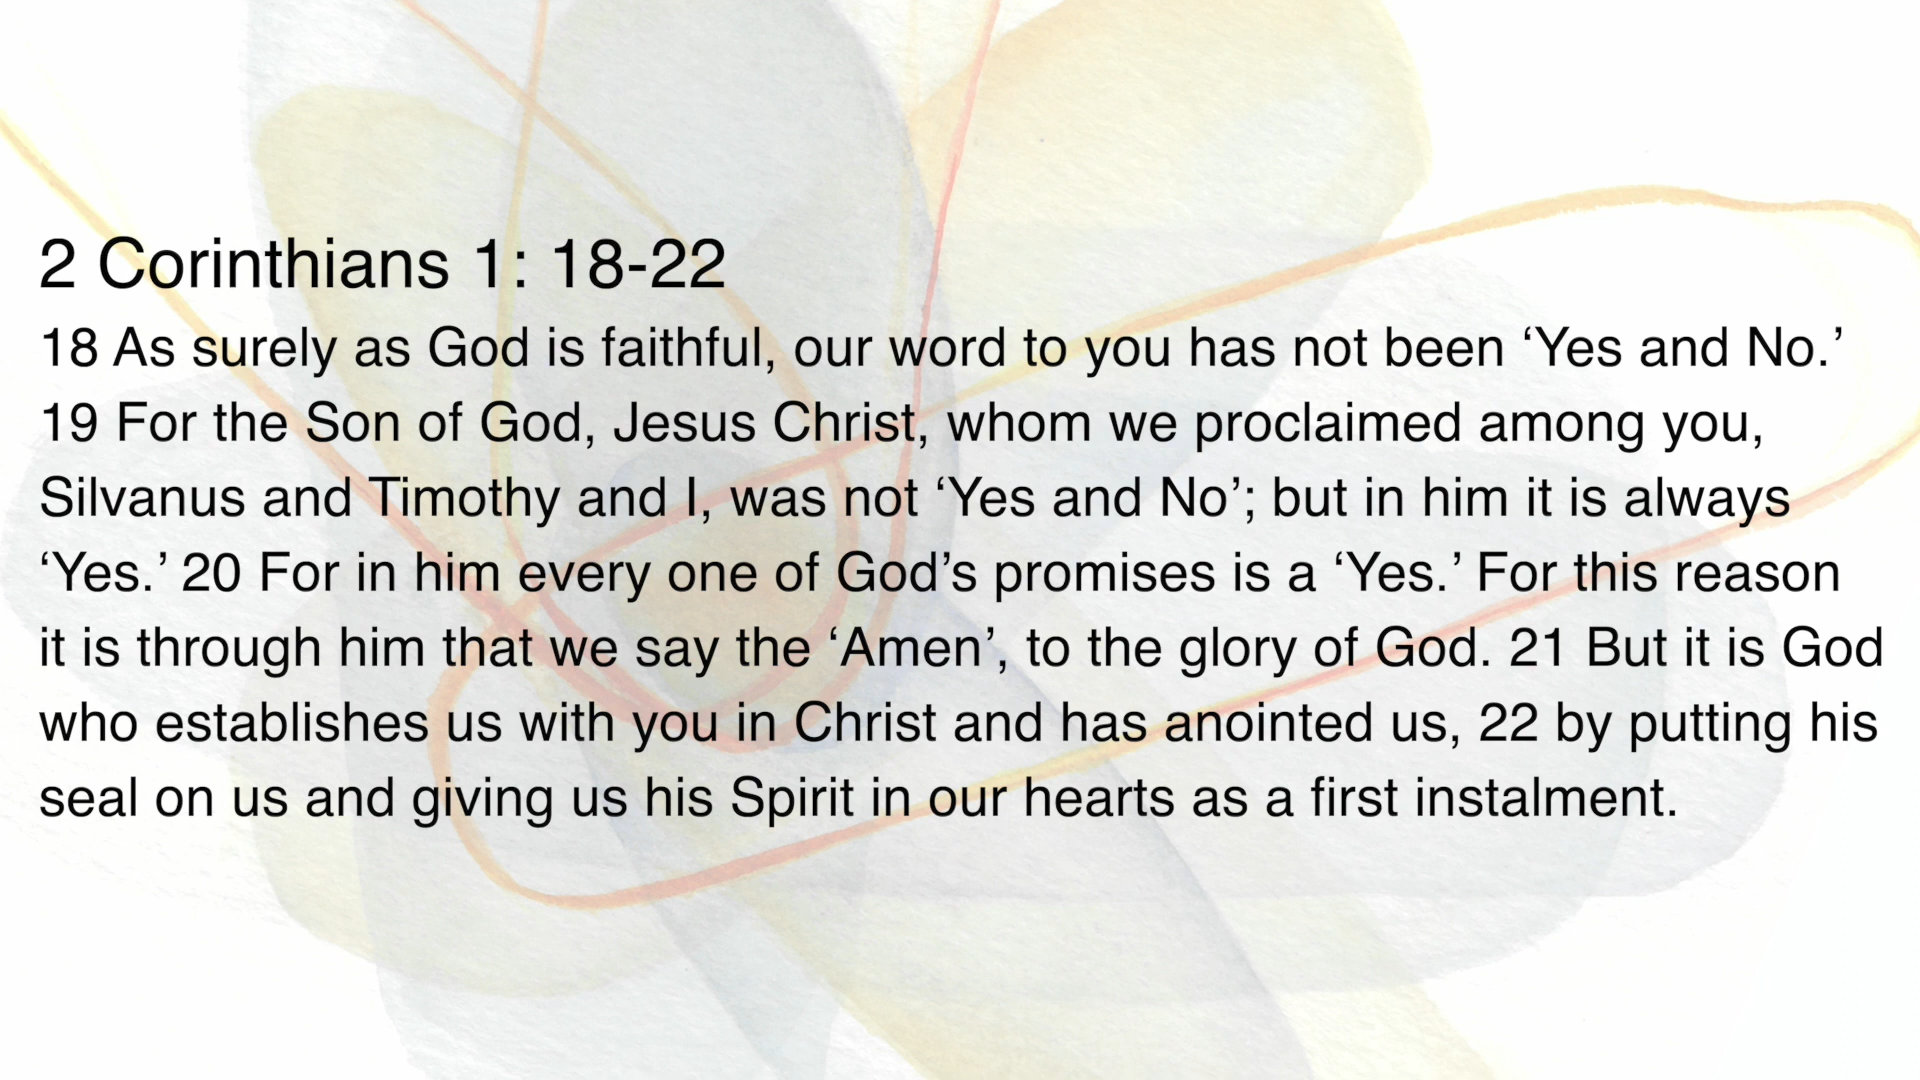 2 Corinthians 1: 18-22
18 As surely as God is faithful, our word to you has not been ‘Yes and No.’
19 For the Son of God, Jesus Christ, whom we proclaimed among you,
Silvanus and Timothy and I, was not ‘Yes and No’; but in him it is always
‘Yes.’ 20 For in him every one of God’s promises is a ‘Yes.’ For this reason
it is through him that we say the ‘Amen’, to the glory of God. 21 But it is God
who establishes us with you in Christ and has anointed us, 22 by putting his
seal on us and giving us his Spirit in our hearts as a first instalment.